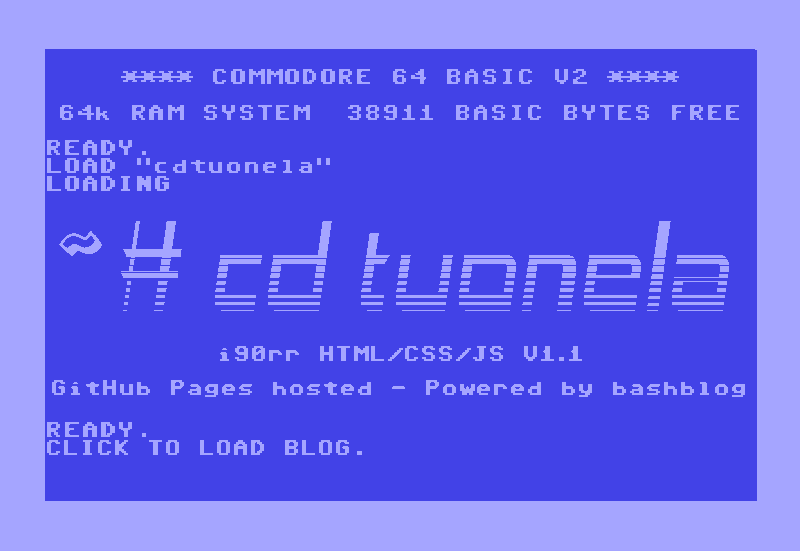 **** COMMODORE 64 BASIC V2 ****
64k RAM SYSTEM  38911 BASIC BYTES FREE
READY.
LOAD "cdtuonela"
LOADING
~# cd tuonela
i90rr HTML/CSS/JS V1.1
GitHub Pages hosted - Powered by bashblog
READY.
CLICK TO LOAD BLOG.